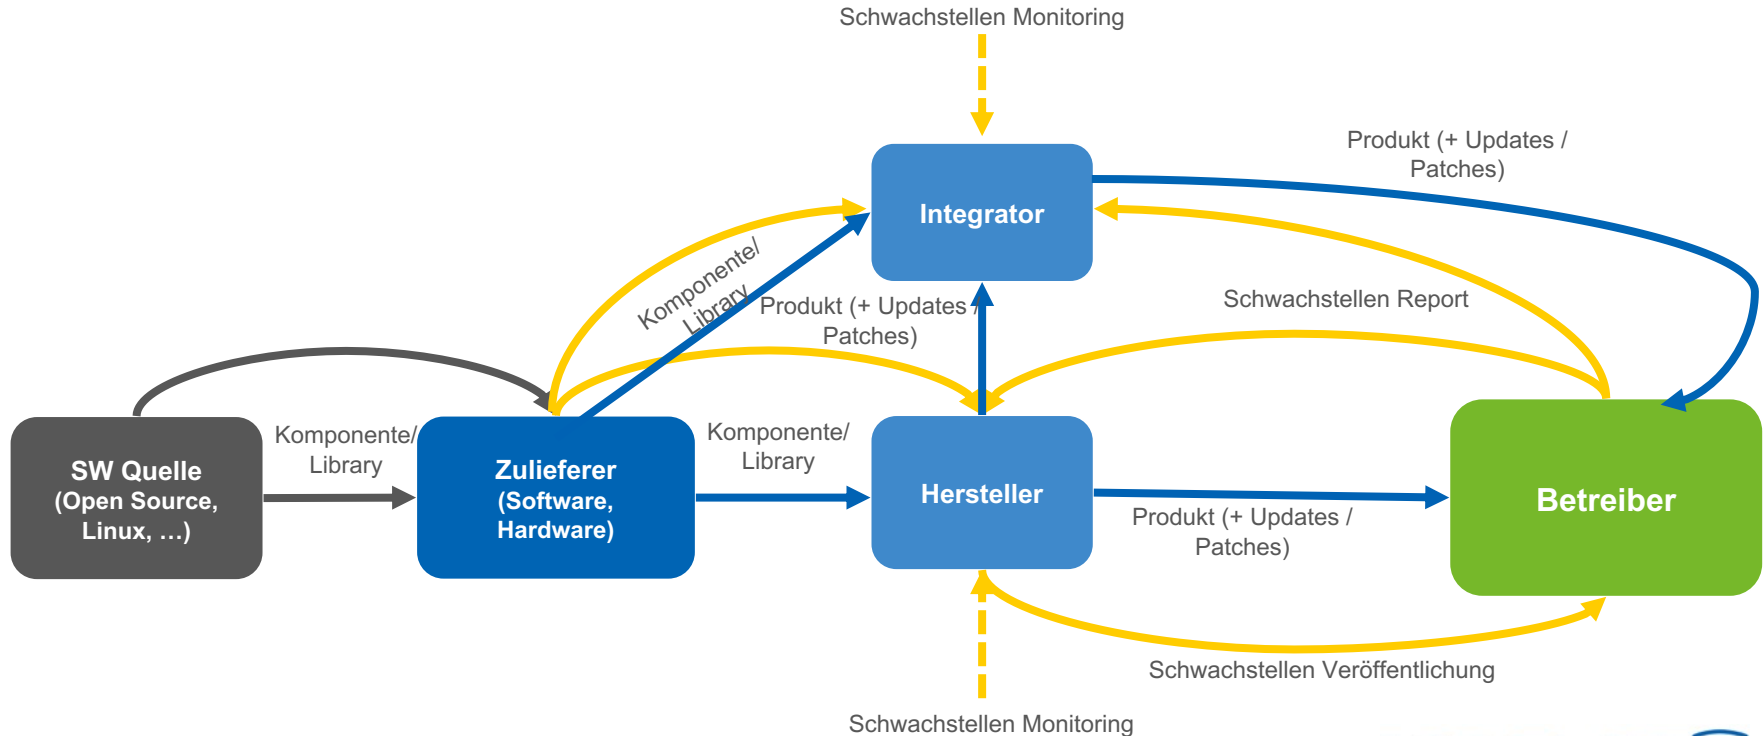 Schwachstellen Monitoring
Produkt (+ Updates /
Patches)
Integrator
Komponente/
Library
Produkt (+ Updates /
Patches)
Schwachstellen Report
Komponente/
Library
Komponente/
Library
SW Quelle
(Open Source,
Linux, …)
Zulieferer
(Software,
Hardware)
Hersteller
Betreiber
Produkt (+ Updates /
Patches)
Schwachstellen Veröffentlichung
Schwachstellen Monitoring